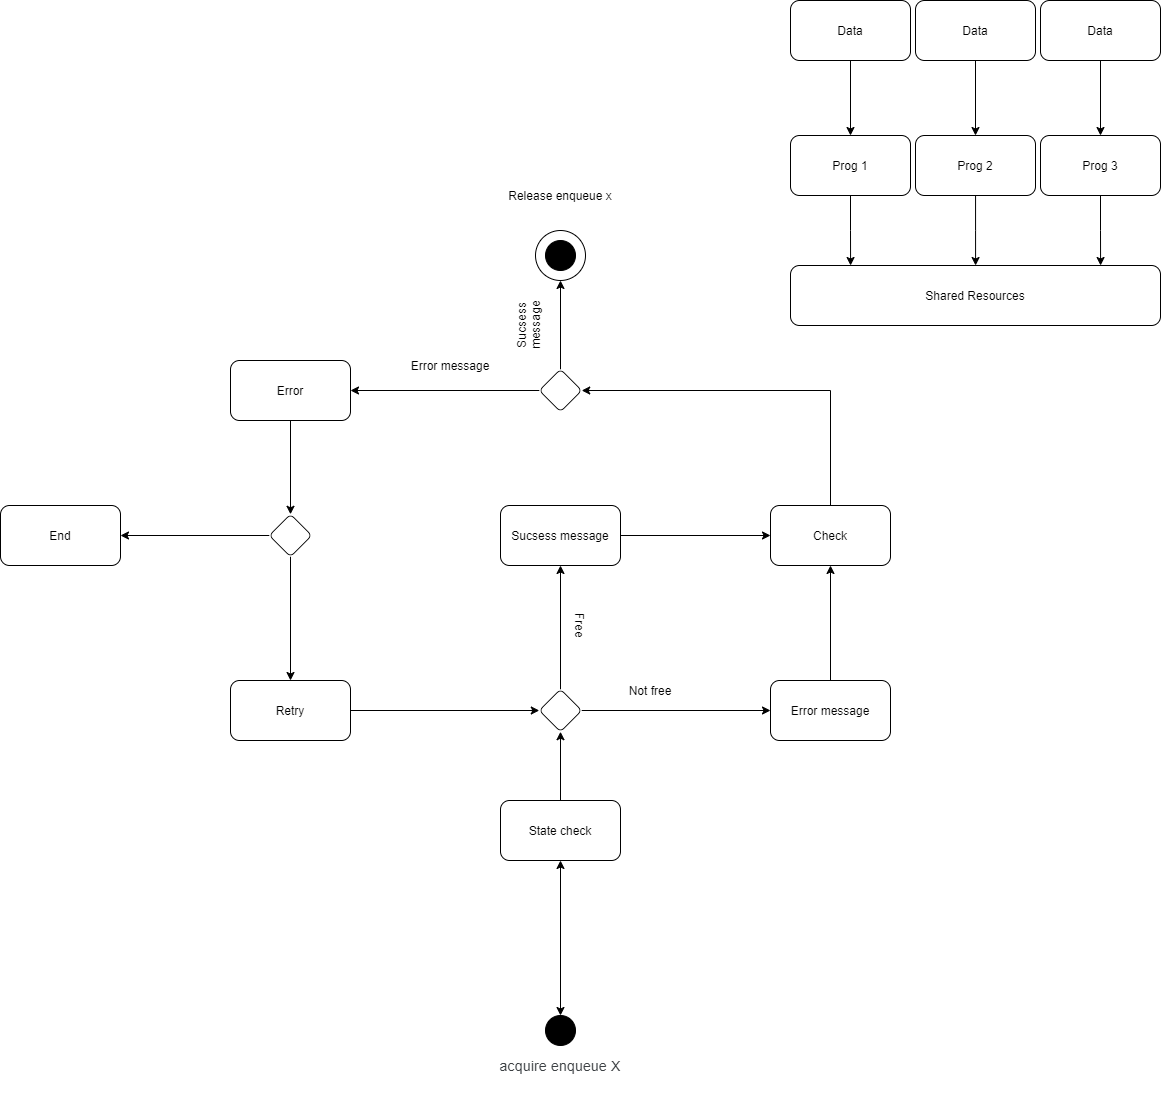 Data
Data
Data
Prog 1
Prog 2
Prog 3
Release enqueue x
Shared Resources
Sucsess
message
Error message
Error
End
Sucsess message
Check
Free
Not free
Retry
Error message
State check
acquire enqueue X